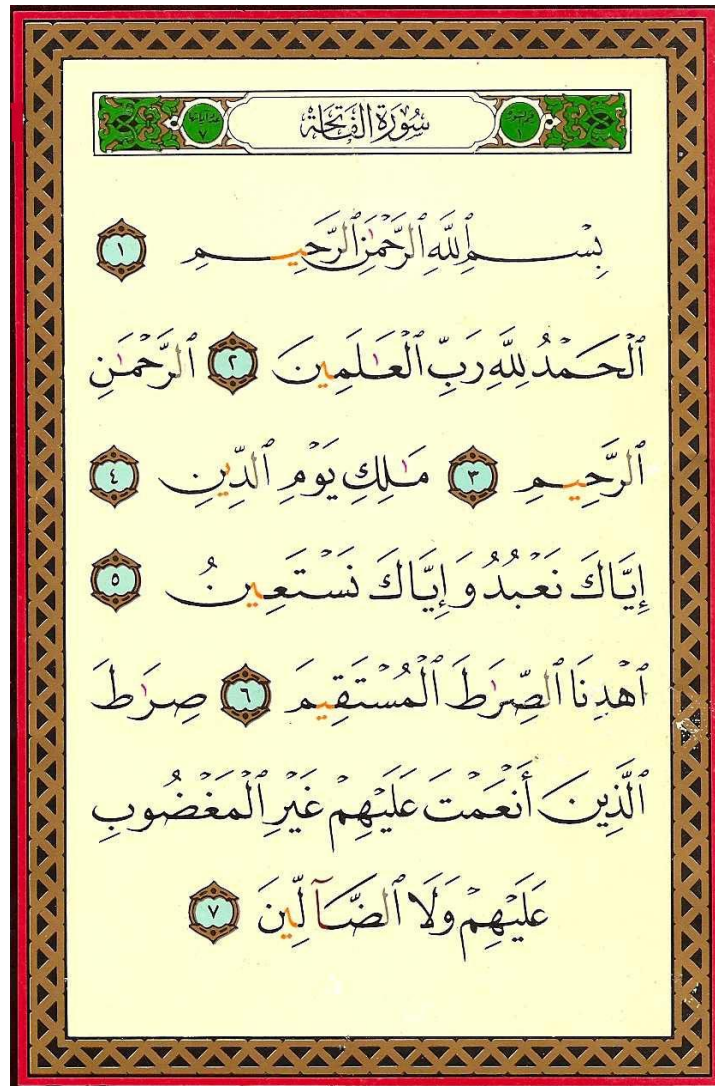 سُورَةُ الْفَاتِحَةِ
بِسْمِ ٱللَّهِ ٱلرَّحْمَٰنِ ٱلرَّحِيمِ ١
ٱلْحَمْدُ لِلَّهِ رَبِّ ٱلْعَٰلَمِينَ ٢ ٱلرَّحْمَٰنِ
ٱلرَّحِيمِ ٣ مَٰلِكِ يَوْمِ ٱلدِّينِ ٤
إِيَّاكَ نَعْبُدُ وَإِيَّاكَ نَسْتَعِينُ ٥
ٱهْدِنَا ٱلصِّرَٰطَ ٱلْمُسْتَقِيمَ ٦ صِرَٰطَ
ٱلَّذِينَ أَنْعَمْتَ عَلَيْهِمْ غَيْرِ ٱلْمَغْضُوبِ
عَلَيْهِمْ وَلَا ٱلضَّآلِّينَ ٧